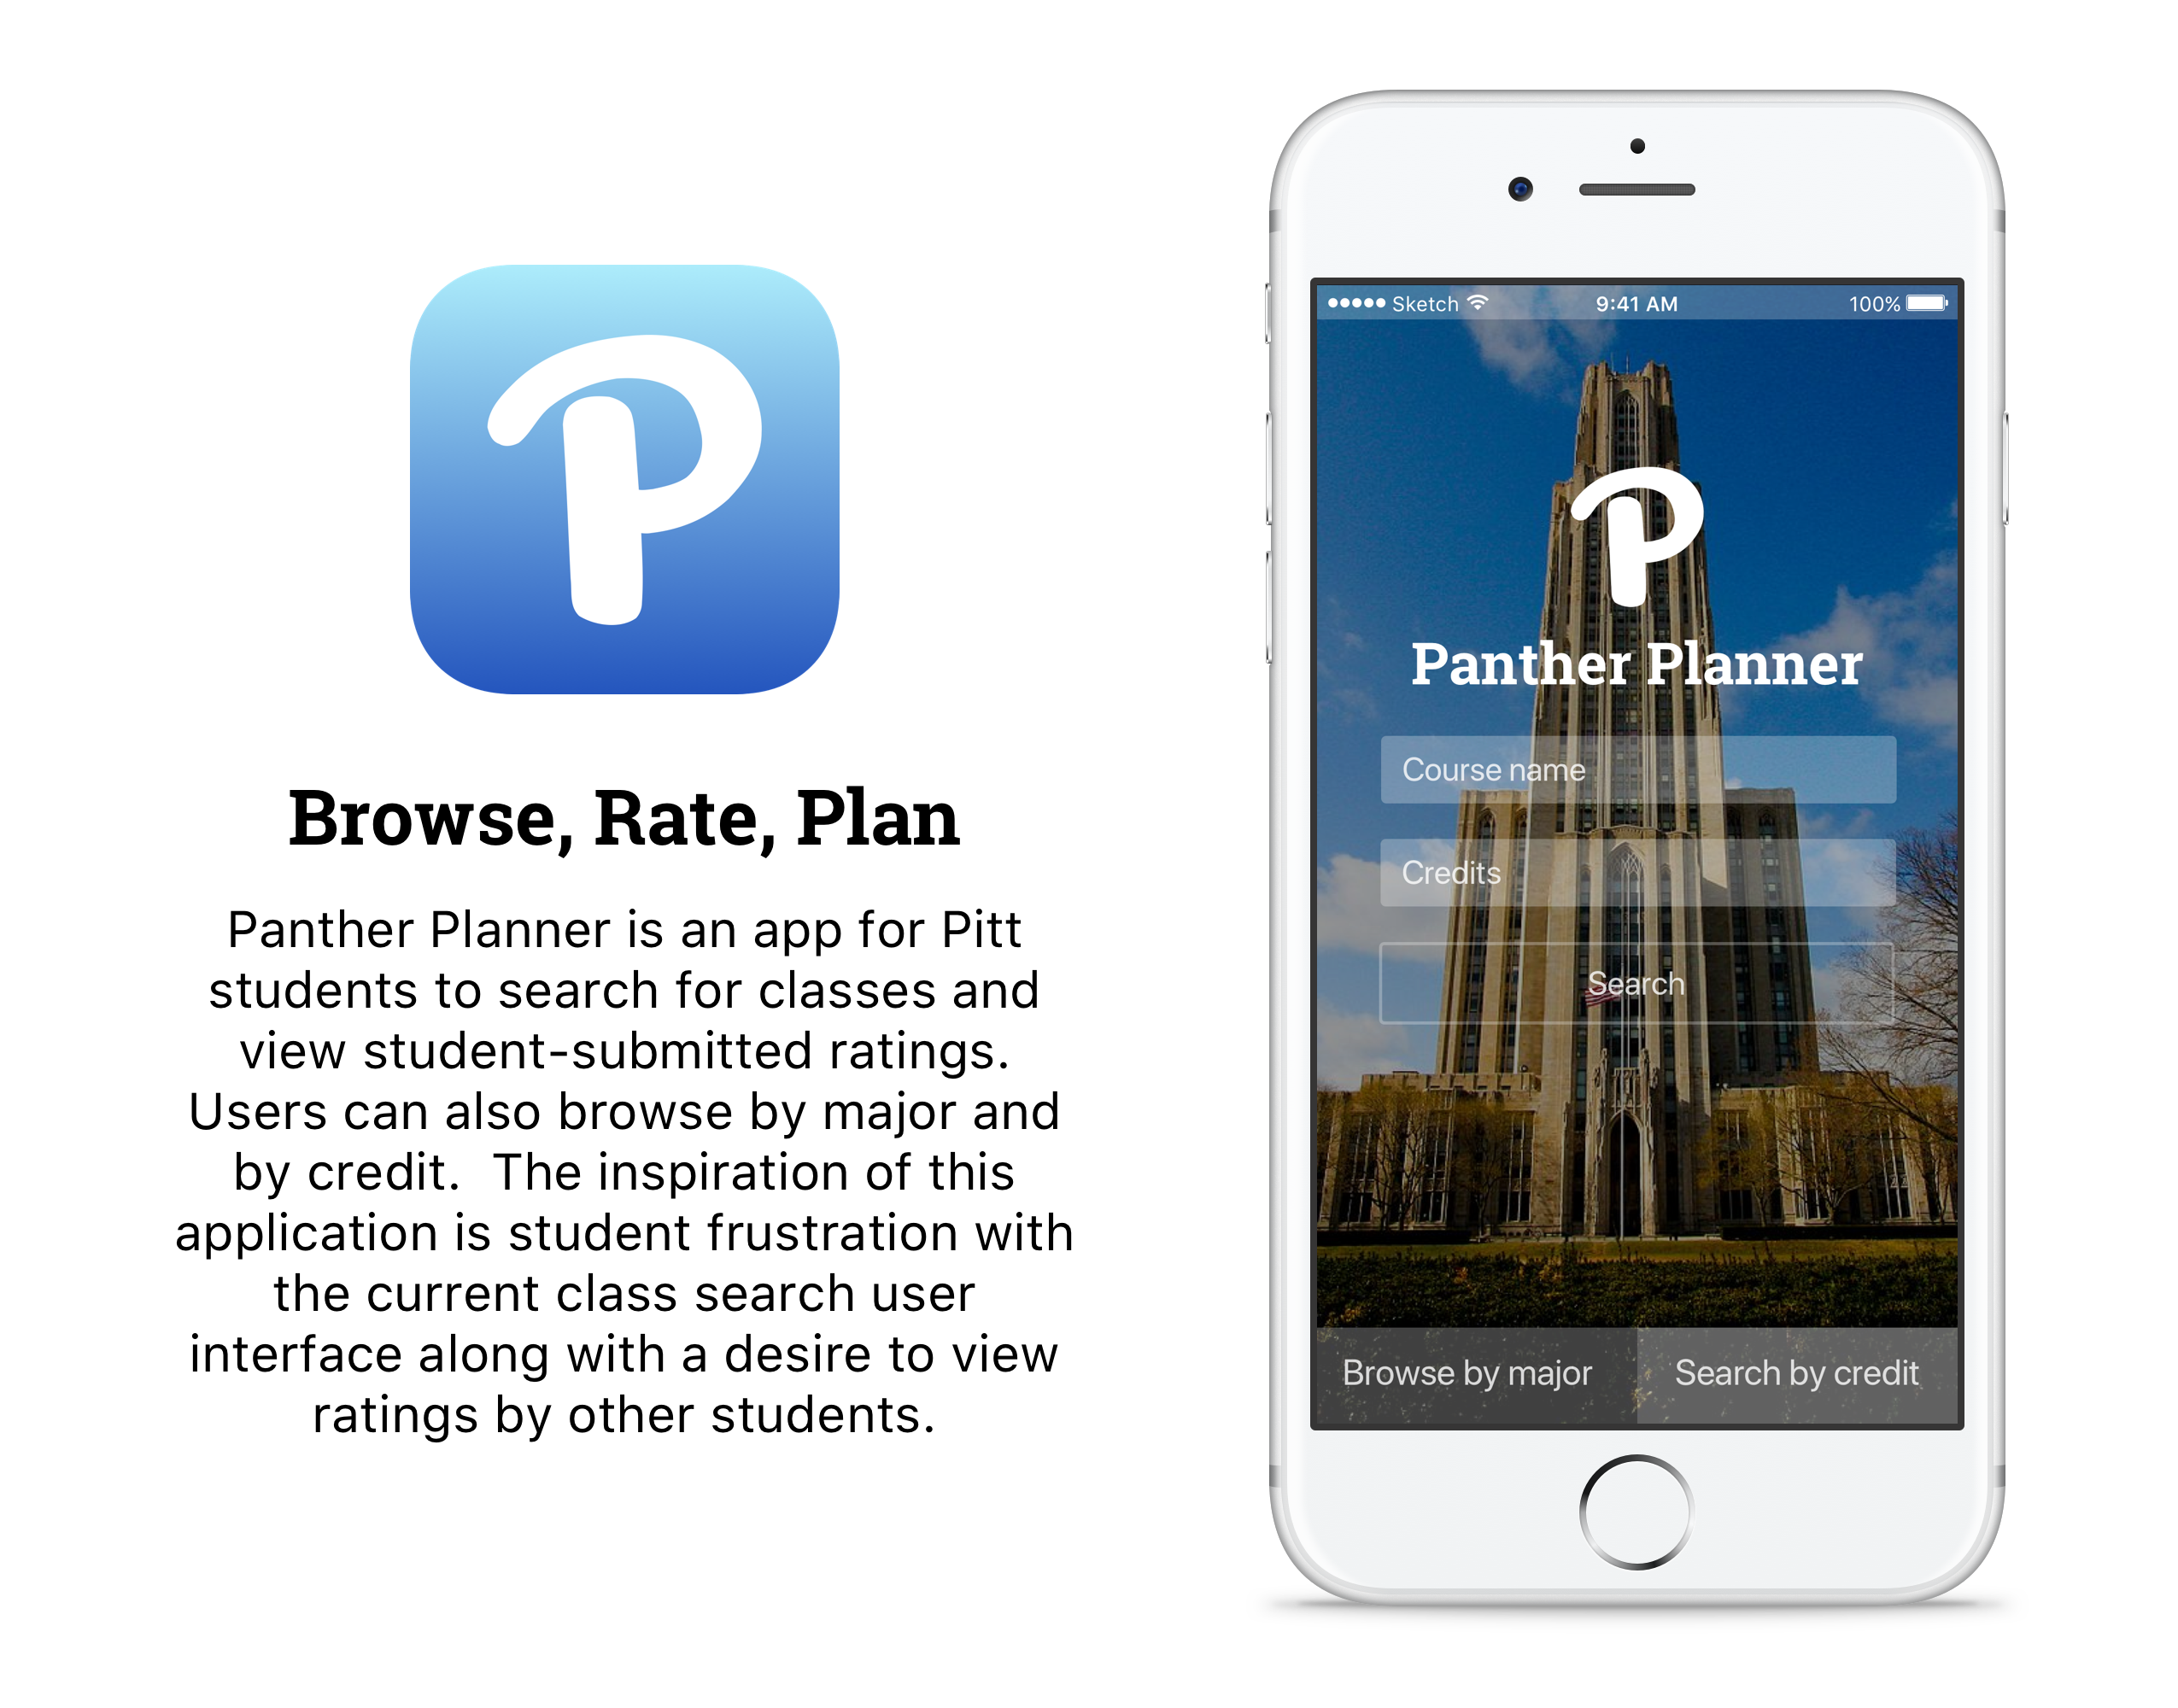 P
Browse, Rate, Plan
Panther Planner is an app for Pitt
students to search for classes and
view student-submitted ratings.
Users can also browse by major and
by credit.  The inspiration of this
application is student frustration with
the current class search user
interface along with a desire to view
ratings by other students.
Sketch 9:41 AM 100%
P
Panther Planner
Course name
Credits
Search
Browse by major Search by credit